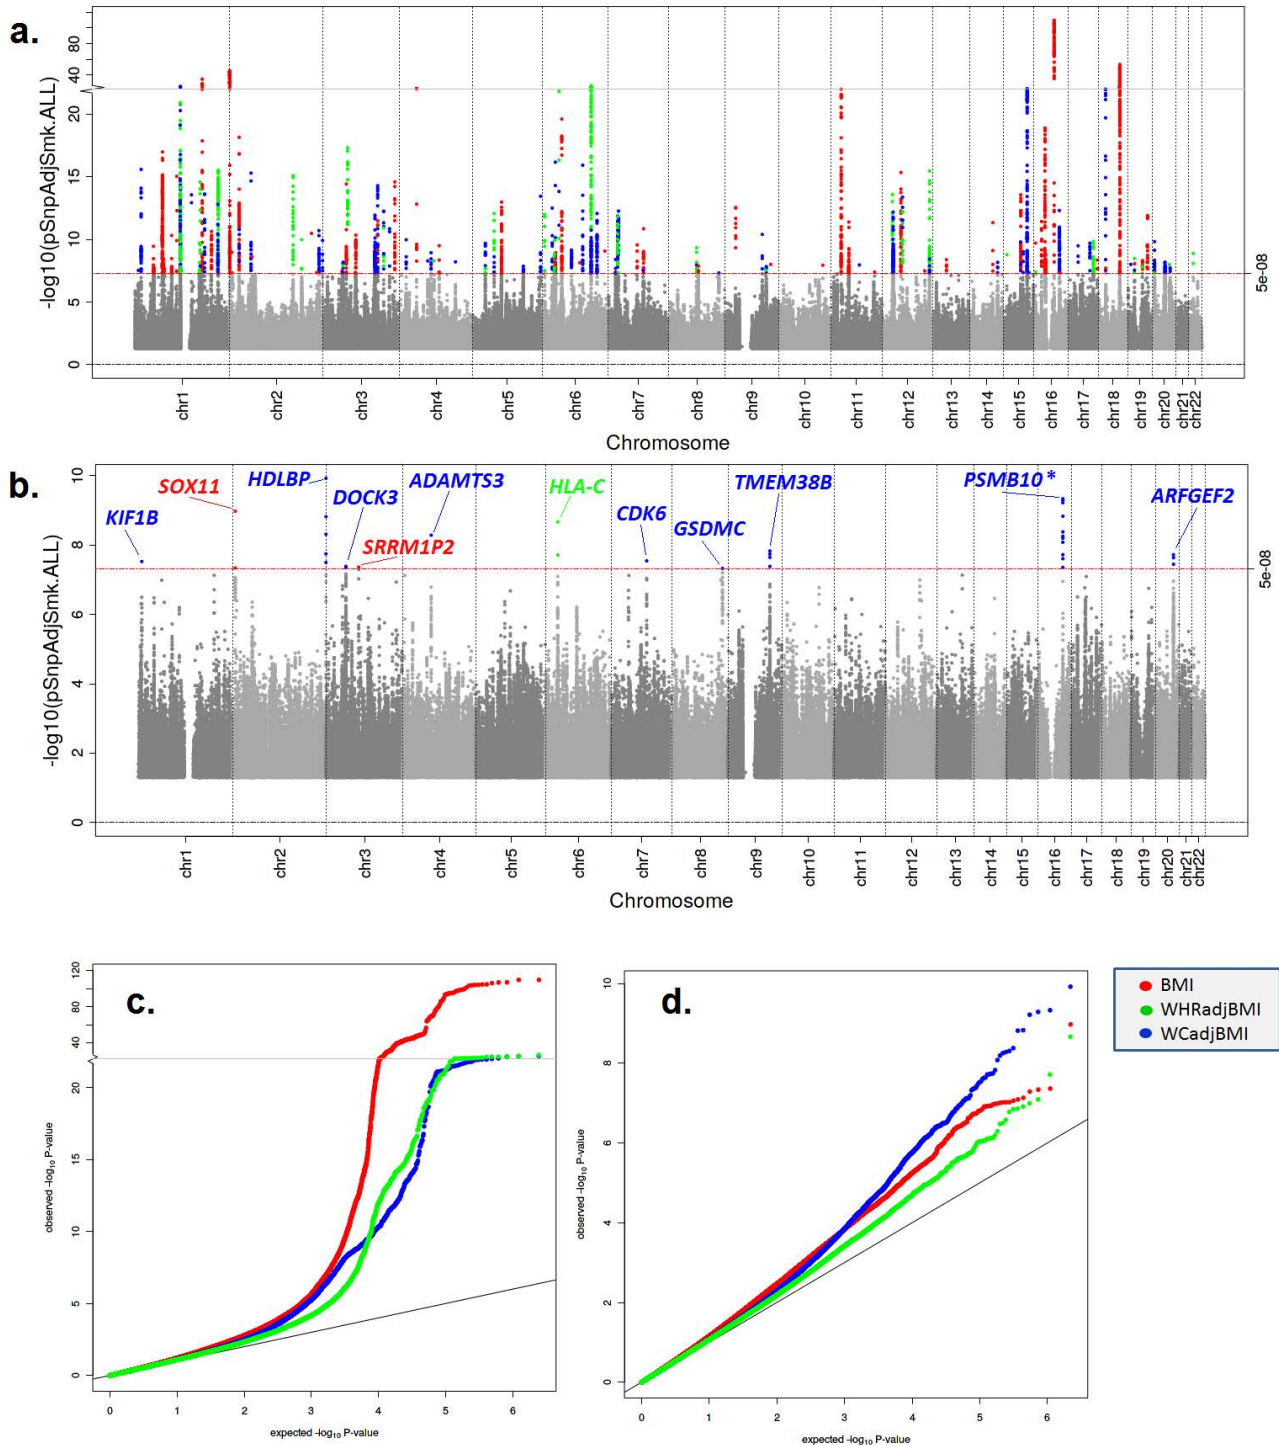 a.
-log10(pSnpAdjSmk.ALL)
80
40
20
15
10
5
0
5e-08
chr1 chr2 chr3 chr4 chr5 chr6 chr7 chr8 chr9 chr10 chr11 chr12 chr13 chr14 chr15 chr16 chr17 chr18 chr19 chr20 chr21 chr22
Chromosome
b.
-log10(pSnpAdjSmk.ALL)
10
8
6
4
2
0
5e-08
KIF1B
SOX11
HDLBP
DOCK3
SRRM1P2
ADAMTS3
HLA-C
CDK6
GSDMC
TMEM38B
PSMB10 *
ARFGEF2
chr1 chr2 chr3 chr4 chr5 chr6 chr7 chr8 chr9 chr10 chr11 chr12 chr13 chr14 chr15 chr16 chr17 chr18 chr19 chr20 chr21 chr22
Chromosome
c.
observed -log10 P-value
120
80
40
20
15
10
5
0
0 1 2 3 4 5 6
expected -log10 P-value
d.
observed -log10 P-value
10
8
6
4
2
0
0 1 2 3 4 5 6
expected -log10 P-value
BMI
WHRadjBMI
WCadjBMI